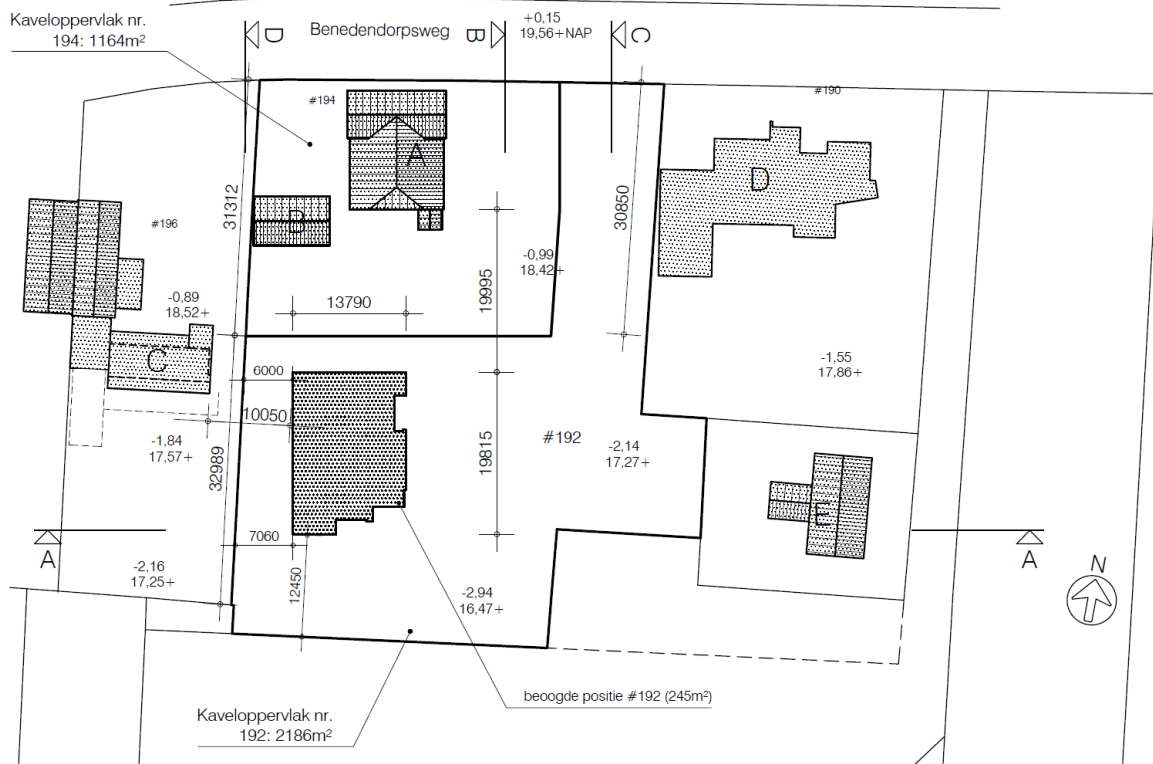 Kaveloppervlak nr.
194: 1164m²
D
Benedendorpsweg
B
+0,15
19,56+NAP
C
#194
#190
A
D
B
31312
30850
#196
-0,99
18,42+
-0,89
18,52+
13790
19995
C
-1,55
17,86+
6000
10050
-1,84
17,57+
32989
19815
#192
-2,14
17,27+
E
7060
A
A
N
-2,16
17,25+
12450
-2,94
16,47+
beoogde positie #192 (245m²)
Kaveloppervlak nr.
192: 2186m²